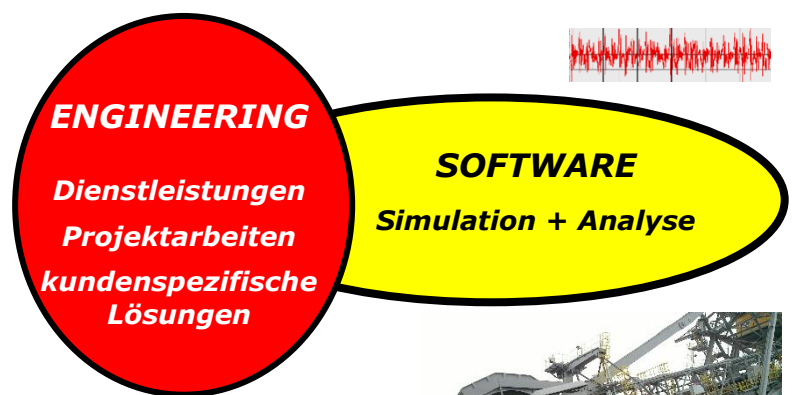 ENGINEERING
Dienstleistungen
Projektarbeiten
kundenspezifische
Lösungen
SOFTWARE
Simulation + Analyse